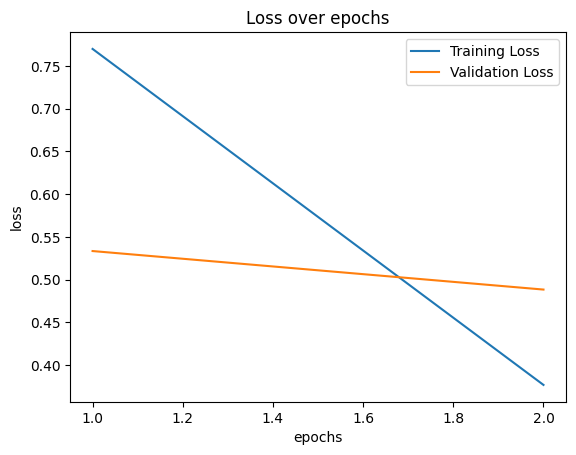 Loss over epochs
Training Loss
Validation Loss
loss
0.75
0.70
0.65
0.60
0.55
0.50
0.45
0.40
1.0 1.2 1.4 1.6 1.8 2.0
epochs